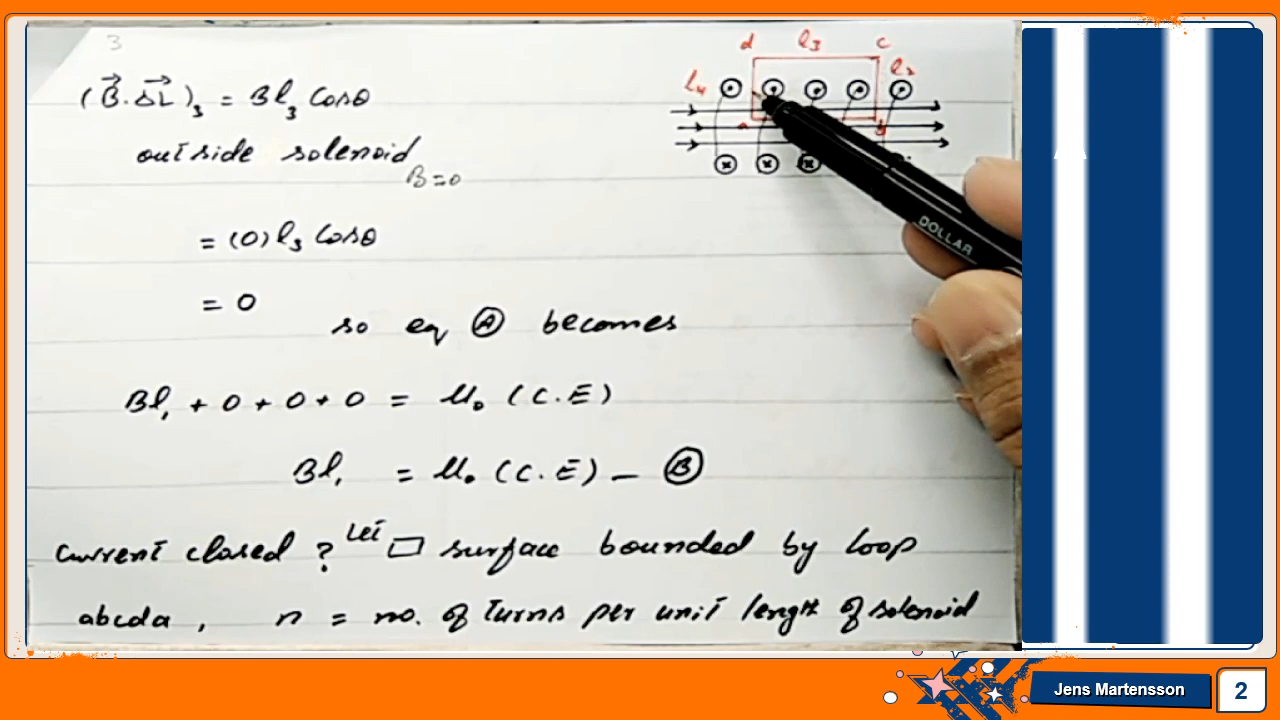 3
d l₃ c
l₄ l₂
a b
(B⃗.ΔL⃗)₃ = Bl₃ Cosθ
outside solenoid
B=0
= (0) l₃ Cosθ
= 0
so eq Ⓐ becomes
Bl₁ + 0 + 0 + 0 = μ₀ (C.E)
Bl₁ = μ₀ (C.E) — Ⓑ
Current closed ? Let ▭ surface bounded by loop
abcda , n = no. of turns per unit length of solenoid
DOLLAR
Jens Martensson
2